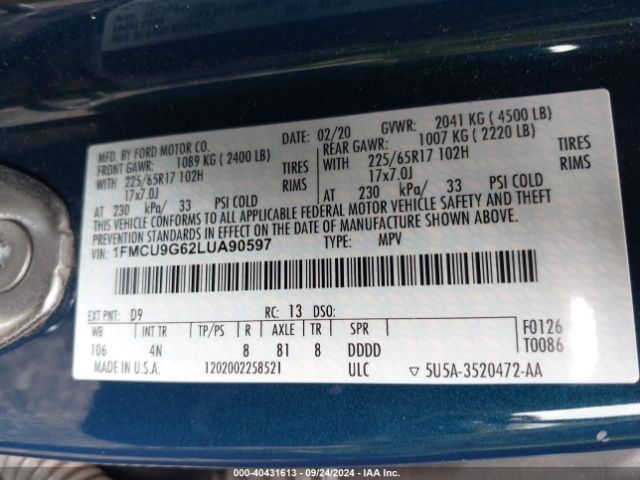 DATE: 02/20 GVWR: 2041 KG ( 4500 LB)
MFG. BY FORD MOTOR CO.
FRONT GAWR: REAR GAWR:
1089 KG ( 2400 LB) 1007 KG ( 2220 LB)
WITH 225/65R17 102H TIRES WITH 225/65R17 102H TIRES
17x7.0J RIMS 17x7.0J RIMS
AT 230 kPa/ 33 PSI COLD AT 230 kPa/ 33 PSI COLD
THIS VEHICLE CONFORMS TO ALL APPLICABLE FEDERAL MOTOR VEHICLE SAFETY AND THEFT
PREVENTION STANDARDS IN EFFECT ON THE DATE OF MANUFACTURE SHOWN ABOVE.
VIN: 1FMCU9G62LUA90597 TYPE: MPV
EXT PNT: D9 RC: 13 DSO:
WB INT TR TP/PS R AXLE TR SPR F0126
106 4N 8 81 8 DDDD T0086
MADE IN U.S.A. 1202002258521 ULC ▽ 5U5A-3520472-AA
000-40431613 - 09/24/2024 - IAA Inc.